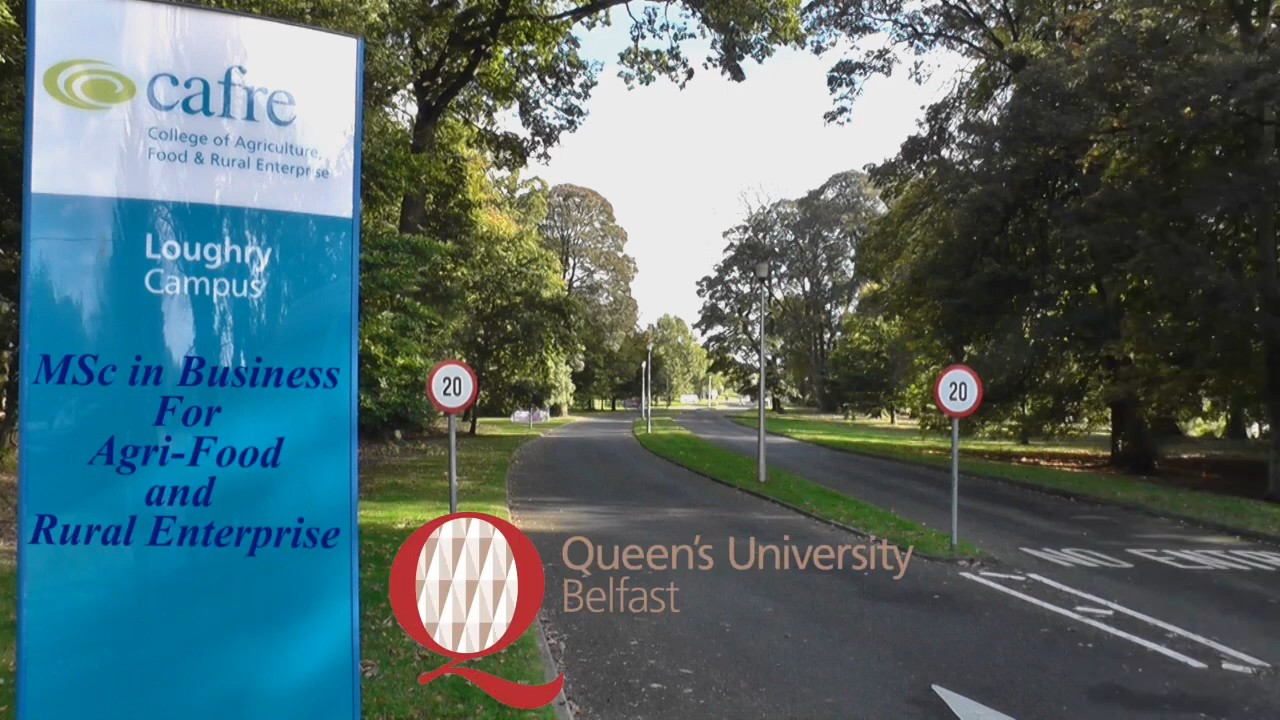 cafre
College of Agriculture,
Food & Rural Enterprise
Loughry
Campus
MSc in Business
For
Agri-Food
and
Rural Enterprise
20
20
NO ENTRY
Queen's University
Belfast